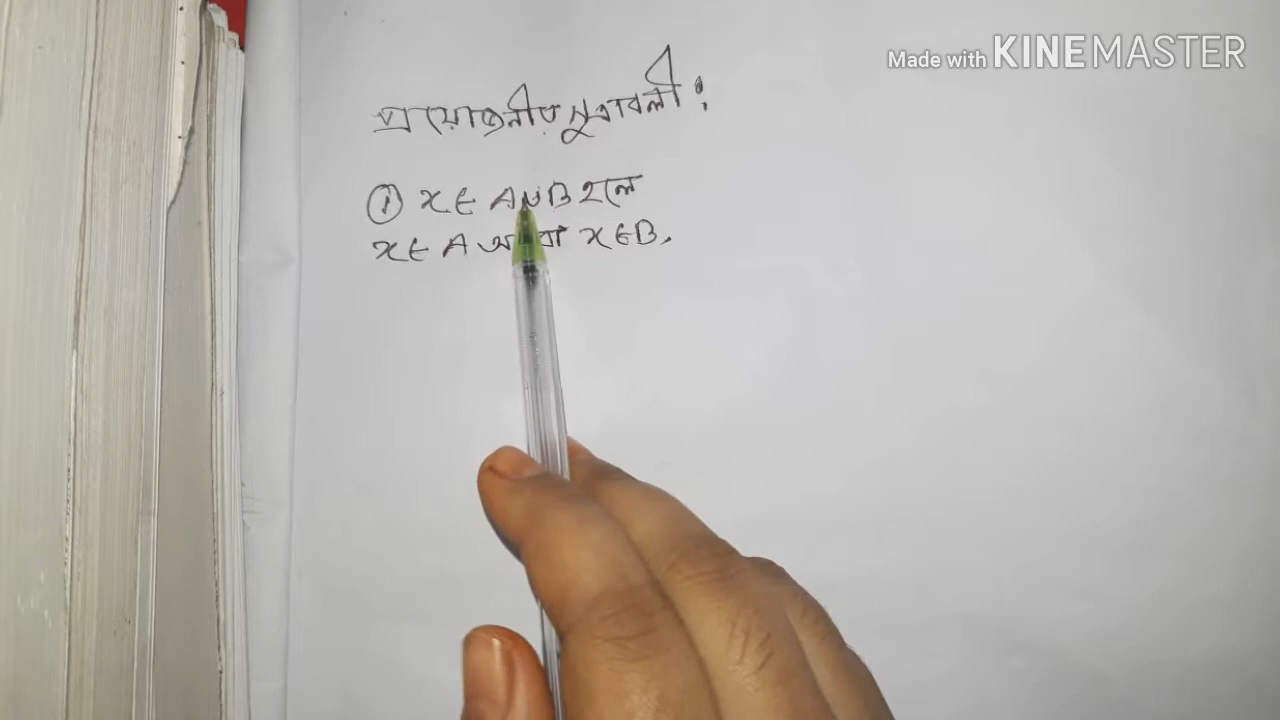 Made with KINEMASTER
প্রয়োজনীয় সুত্রাবলী :
① x ∈ A ∪ B হলে
x ∈ A অথবা x ∈ B.